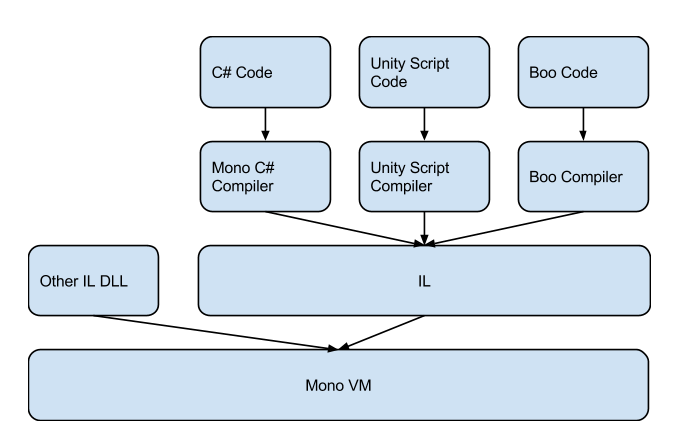 C# Code
Unity Script
Code
Boo Code
Mono C#
Compiler
Unity Script
Compiler
Boo Compiler
Other IL DLL
IL
Mono VM